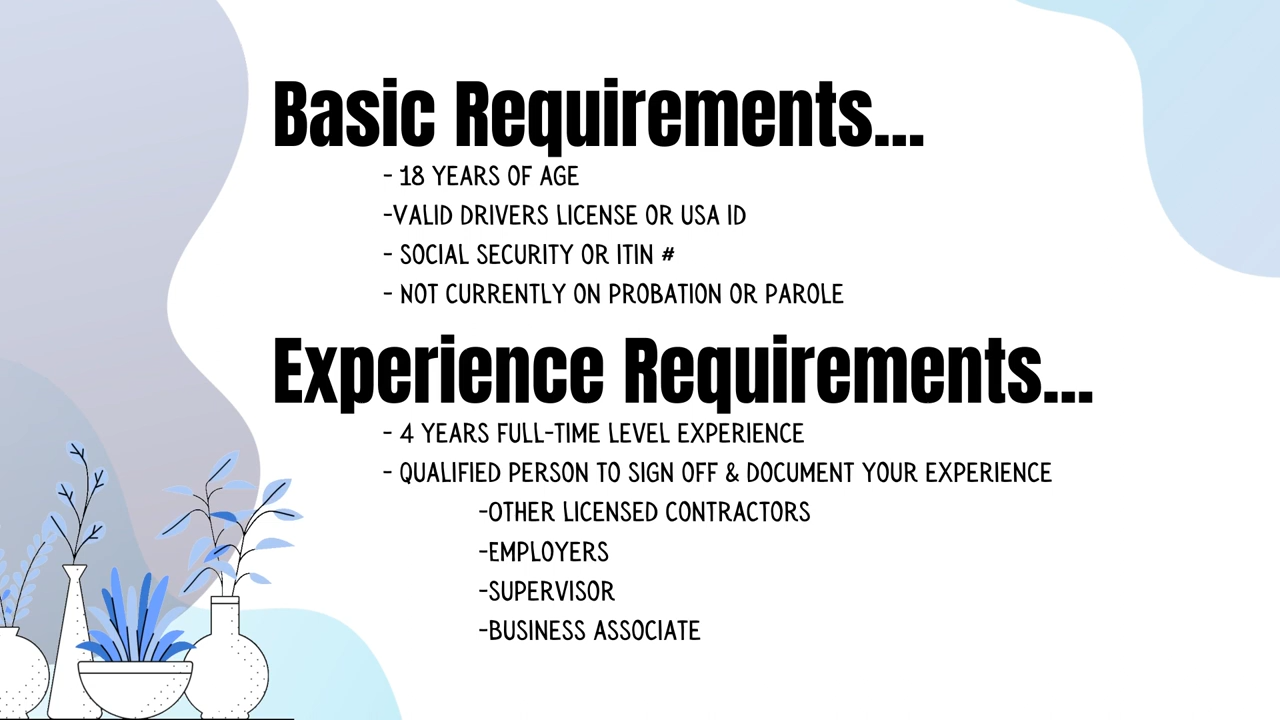 Basic Requirements...
- 18 YEARS OF AGE
-VALID DRIVERS LICENSE OR USA ID
- SOCIAL SECURITY OR ITIN #
- NOT CURRENTLY ON PROBATION OR PAROLE
Experience Requirements...
- 4 YEARS FULL-TIME LEVEL EXPERIENCE
- QUALIFIED PERSON TO SIGN OFF & DOCUMENT YOUR EXPERIENCE
-OTHER LICENSED CONTRACTORS
-EMPLOYERS
-SUPERVISOR
-BUSINESS ASSOCIATE